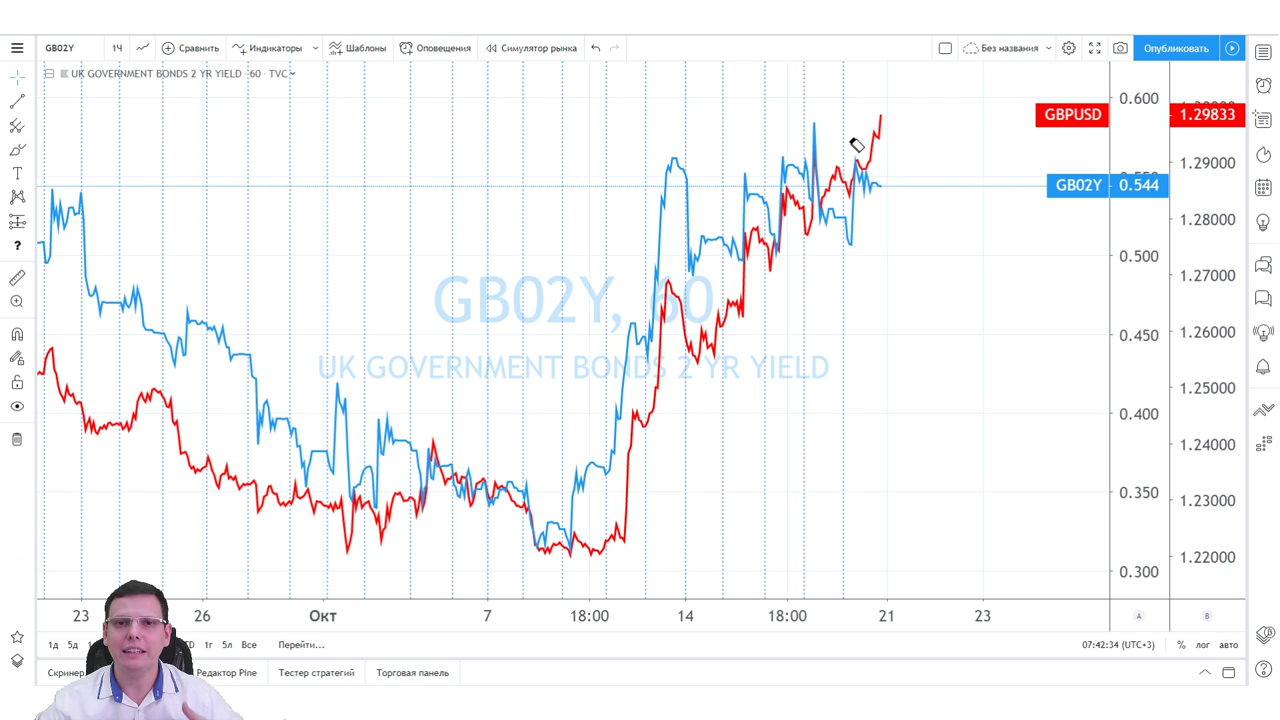 GB02Y 1Ч Сравнить Индикаторы Шаблоны Оповещения Симулятор рынка Без названия Опубликовать
UK GOVERNMENT BONDS 2 YR YIELD · 60 · TVC
0.600
GBPUSD 1.29833
1.29000
GB02Y 0.544
1.28000
0.500
1.27000
GB02Y, 60
1.26000
0.450
UK GOVERNMENT BONDS 2 YR YIELD
1.25000
0.400
1.24000
0.350
1.23000
1.22000
0.300
23 26 Окт 7 18:00 14 18:00 21 23 A B
1д 5д 1г 5л Все Перейти... 07:42:34 (UTC+3) % лог авто
Скринер Редактор Pine Тестер стратегий Торговая панель